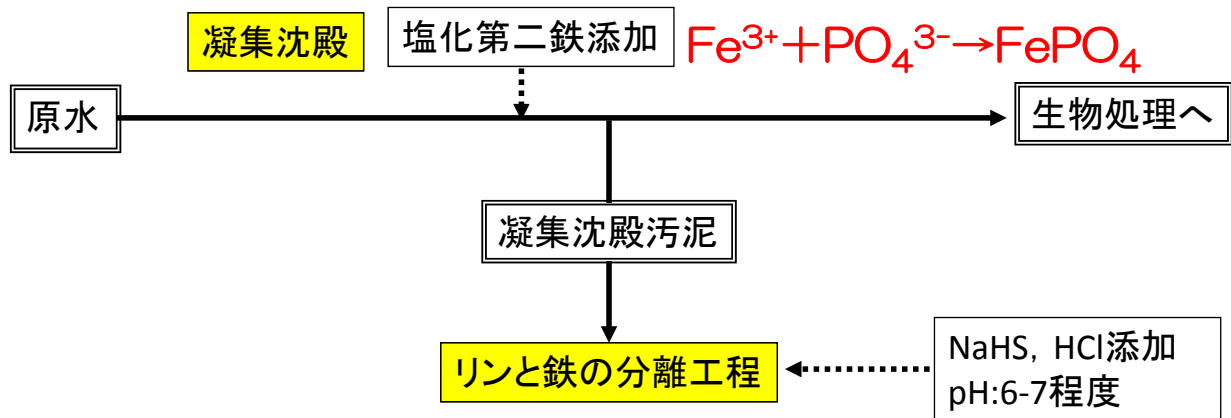 凝集沈殿
塩化第二鉄添加
Fe³⁺＋PO₄³⁻→FePO₄
原水
生物処理へ
凝集沈殿汚泥
リンと鉄の分離工程
NaHS, HCl添加
pH:6-7程度